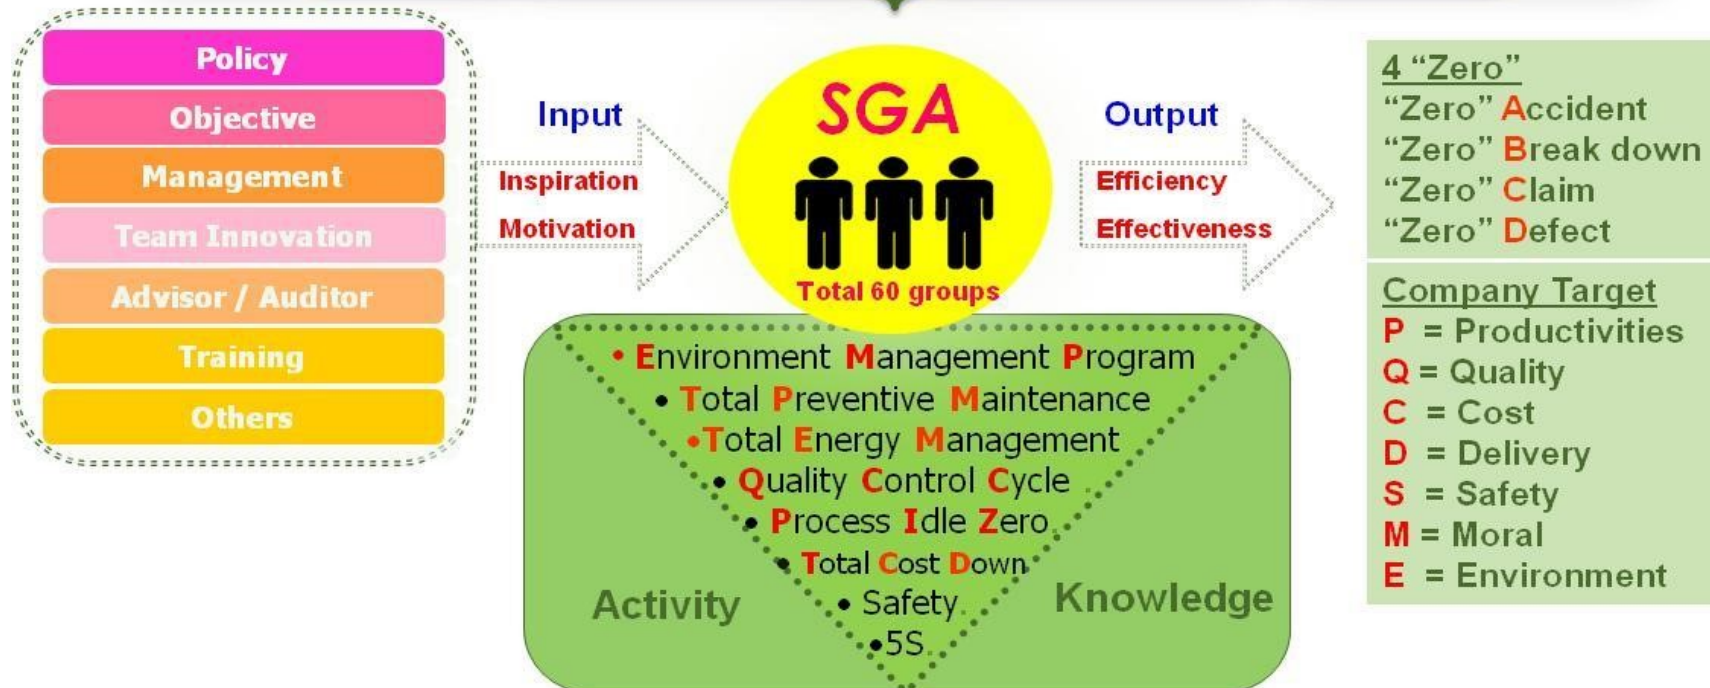 Policy
Objective
Management
Team Innovation
Advisor / Auditor
Training
Others
Input
Inspiration
Motivation
SGA
Total 60 groups
Output
Efficiency
Effectiveness
• Environment Management Program
• Total Preventive Maintenance
•Total Energy Management
• Quality Control Cycle
• Process Idle Zero
• Total Cost Down
• Safety
•5S
Activity
Knowledge
4 “Zero”
“Zero” Accident
“Zero” Break down
“Zero” Claim
“Zero” Defect
Company Target
P = Productivities
Q = Quality
C = Cost
D = Delivery
S = Safety
M = Moral
E = Environment